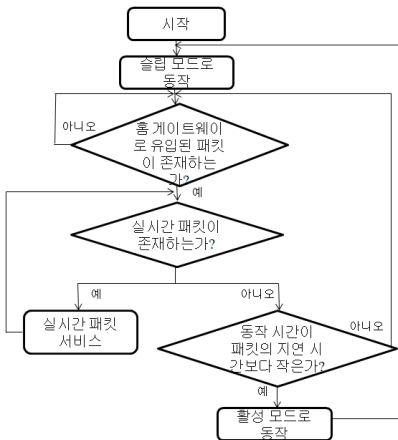 시작
슬립 모드로
동작
아니오
홈 게이트웨이
로 유입된 패킷
이 존재하는
가?
예
실시간 패킷이
존재하는가?
예
아니오
실시간 패킷
서비스
동작 시간이
패킷의 지연 시
간보다 작은가?
아니오
예
활성 모드로
동작